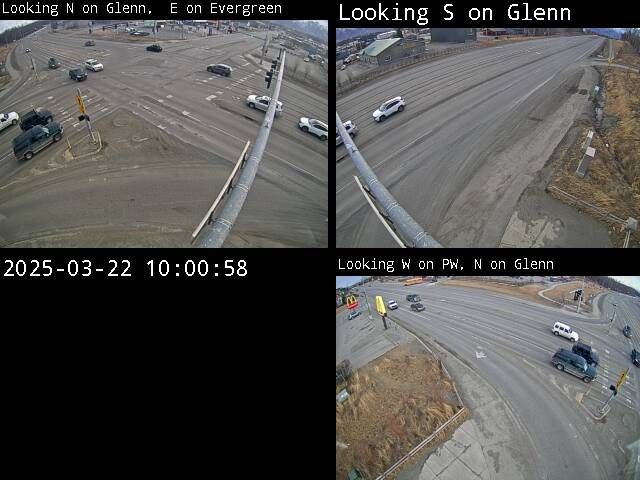 Looking N on Glenn,  E on Evergreen
Looking S on Glenn
2025-03-22 10:00:58
Looking W on PW, N on Glenn